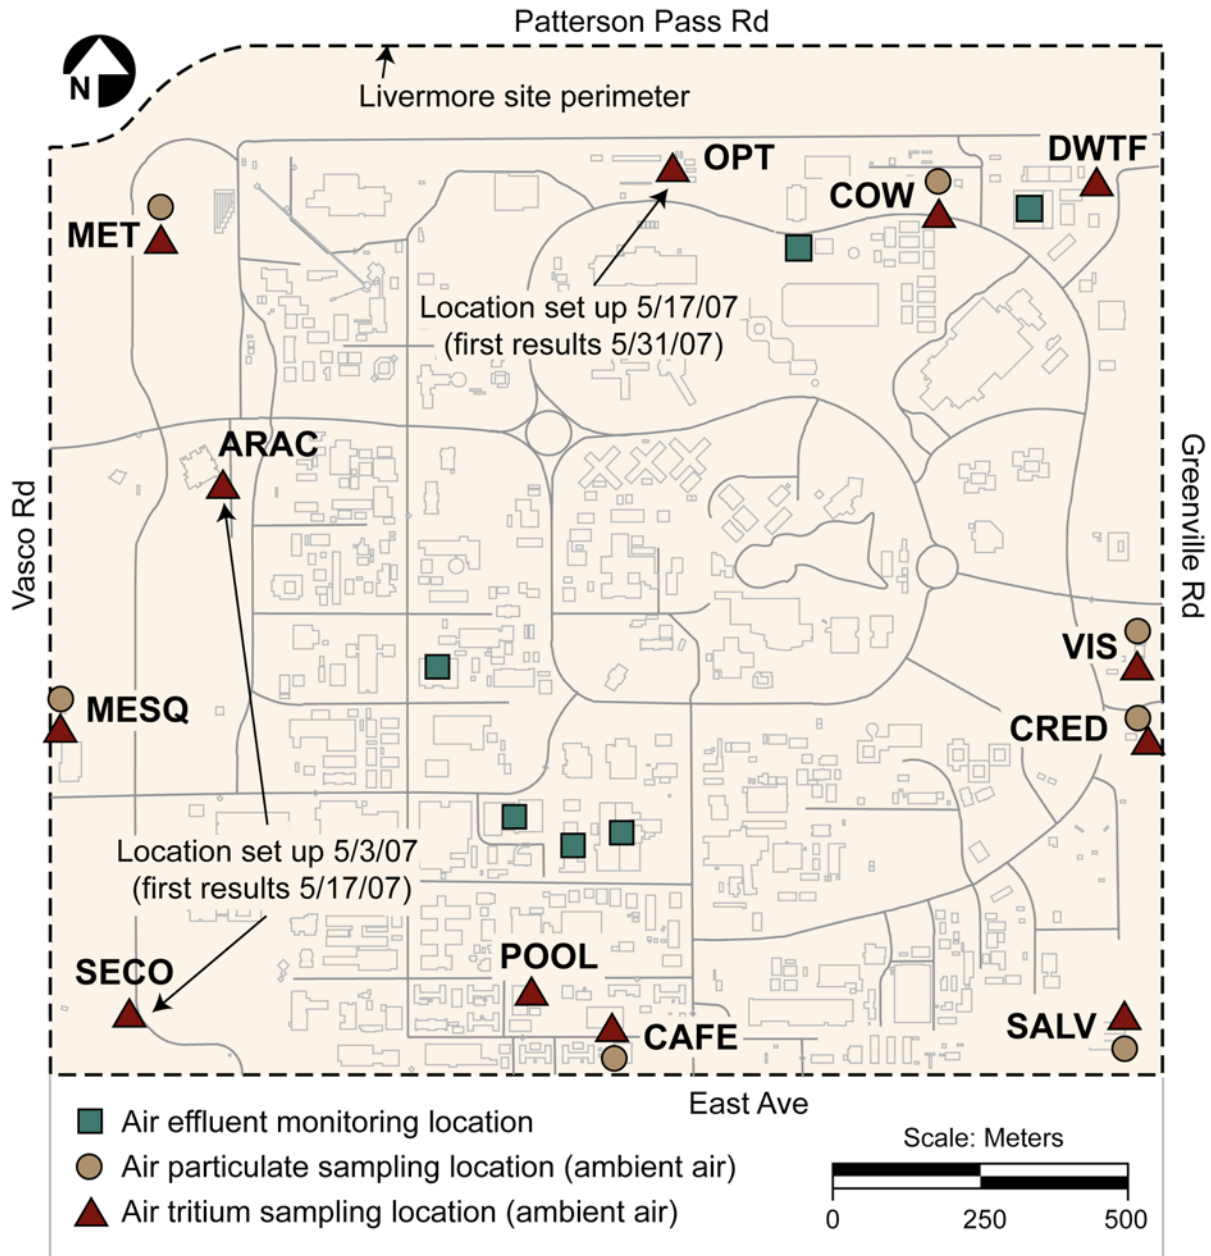 Patterson Pass Rd
N
Livermore site perimeter
OPT
DWTF
COW
MET
Location set up 5/17/07
(first results 5/31/07)
ARAC
Vasco Rd
Greenville Rd
VIS
MESQ
CRED
Location set up 5/3/07
(first results 5/17/07)
SECO
POOL
CAFE
SALV
East Ave
Air effluent monitoring location
Air particulate sampling location (ambient air)
Air tritium sampling location (ambient air)
Scale: Meters
0 250 500